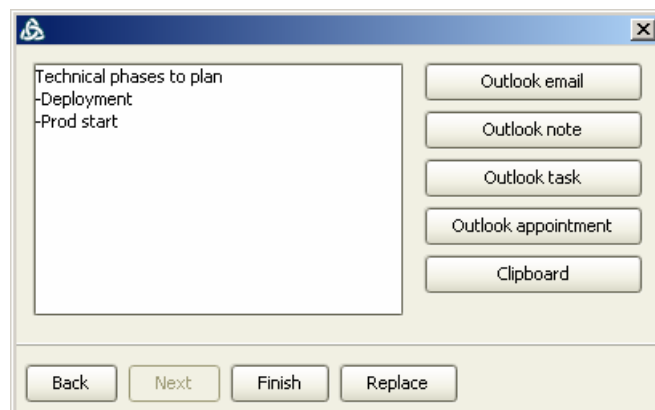 Technical phases to plan
-Deployment
-Prod start
Outlook email
Outlook note
Outlook task
Outlook appointment
Clipboard
Back
Next
Finish
Replace